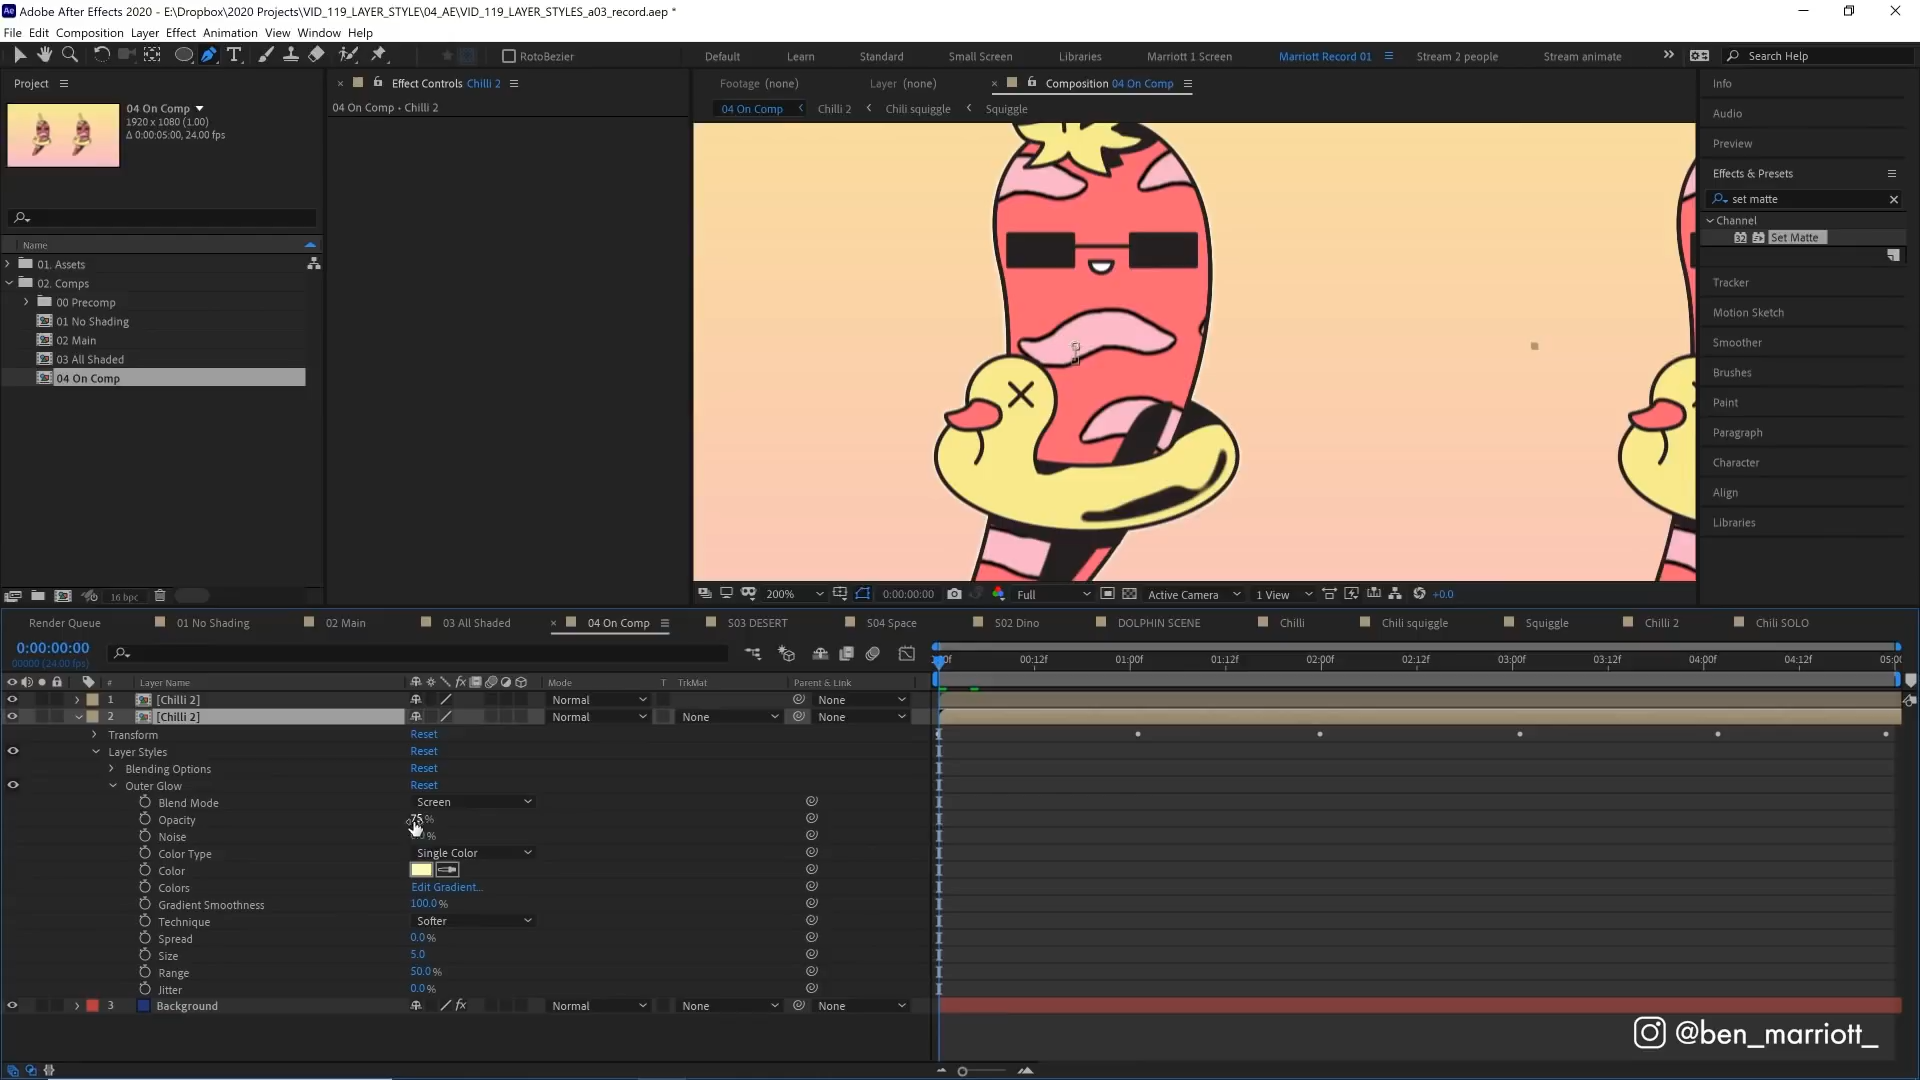 Adobe After Effects 2020 - E:\Dropbox\2020 Projects\VID_119_LAYER_STYLE\04_AE\VID_119_LAYER_STYLES_a03_record.aep *
File Edit Composition Layer Effect Animation View Window Help
RotoBezier Default Learn Standard Small Screen Libraries Marriott 1 Screen Marriott Record 01 Stream 2 people Stream animate Search Help
Project
04 On Comp
1920 x 1080 (1.00)
Δ 0:00:05:00, 24.00 fps
Name
01. Assets
02. Comps
00 Precomp
01 No Shading
02 Main
03 All Shaded
04 On Comp
16 bpc
Effect Controls Chilli 2
04 On Comp • Chilli 2
Footage (none) Layer (none) Composition 04 On Comp
04 On Comp Chilli 2 Chili squiggle Squiggle
200% 0:00:00:00 Full Active Camera 1 View +0.0
Info
Audio
Preview
Effects & Presets
set matte
Channel
32 Set Matte
Tracker
Motion Sketch
Smoother
Brushes
Paint
Paragraph
Character
Align
Libraries
Render Queue 01 No Shading 02 Main 03 All Shaded 04 On Comp S03 DESERT S04 Space S02 Dino DOLPHIN SCENE Chilli Chili squiggle Squiggle Chilli 2 Chili SOLO
0:00:00:00
00000 (24.00 fps)
00:12f 01:00f 01:12f 02:00f 02:12f 03:00f 03:12f 04:00f 04:12f
# Layer Name Mode T TrkMat Parent & Link
1 [Chilli 2] Normal None
2 [Chilli 2] Normal None None
Transform Reset
Layer Styles Reset
Blending Options Reset
Outer Glow Reset
Blend Mode Screen
Opacity 75%
Noise
Color Type Single Color
Color
Colors Edit Gradient...
Gradient Smoothness 100.0%
Technique Softer
Spread 0.0%
Size 5.0
Range 50.0%
Jitter 0.0%
3 Background fx Normal None None
@ben_marriott_